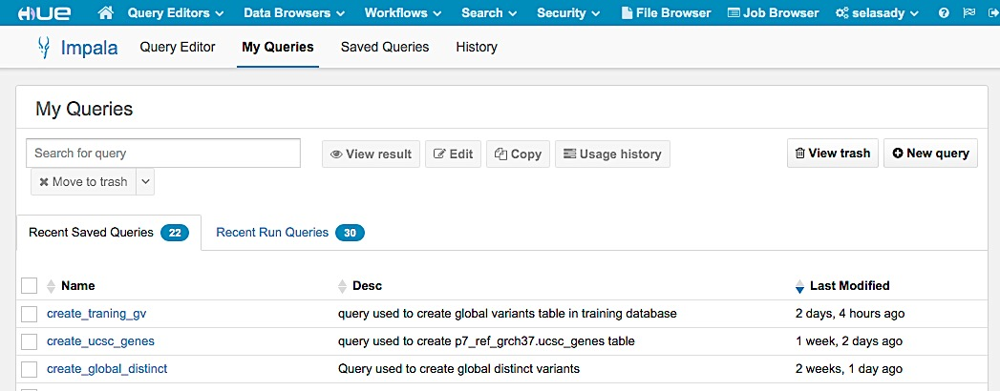 HUE Query Editors Data Browsers Workflows Search Security File Browser Job Browser selasady
Impala Query Editor My Queries Saved Queries History
My Queries
Search for query View result Edit Copy Usage history View trash New query
Move to trash
Recent Saved Queries 22 Recent Run Queries 30
Name Desc Last Modified
create_traning_gv query used to create global variants table in training database 2 days, 4 hours ago
create_ucsc_genes query used to create p7_ref_grch37.ucsc_genes table 1 week, 2 days ago
create_global_distinct Query used to create global distinct variants 2 weeks, 1 day ago